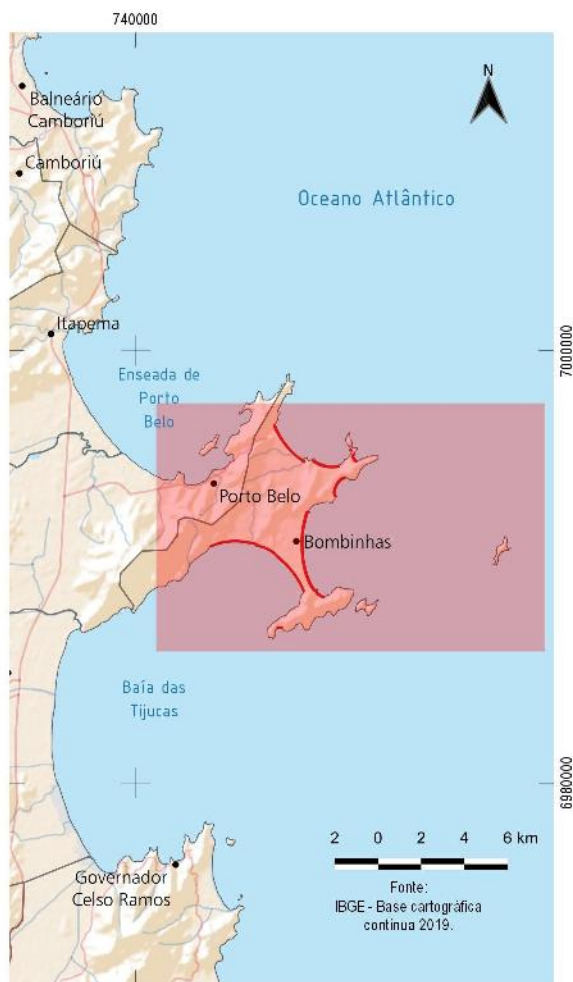 740000
N
Balneário
Camboriú
Camboriú
Oceano Atlântico
Itapema
7000000
Enseada de
Porto
Belo
Porto Belo
Bombinhas
Baía das
Tijucas
6980000
2 0 2 4 6 km
Governador
Celso Ramos
Fonte:
IBGE - Base cartográfica
continua 2019.